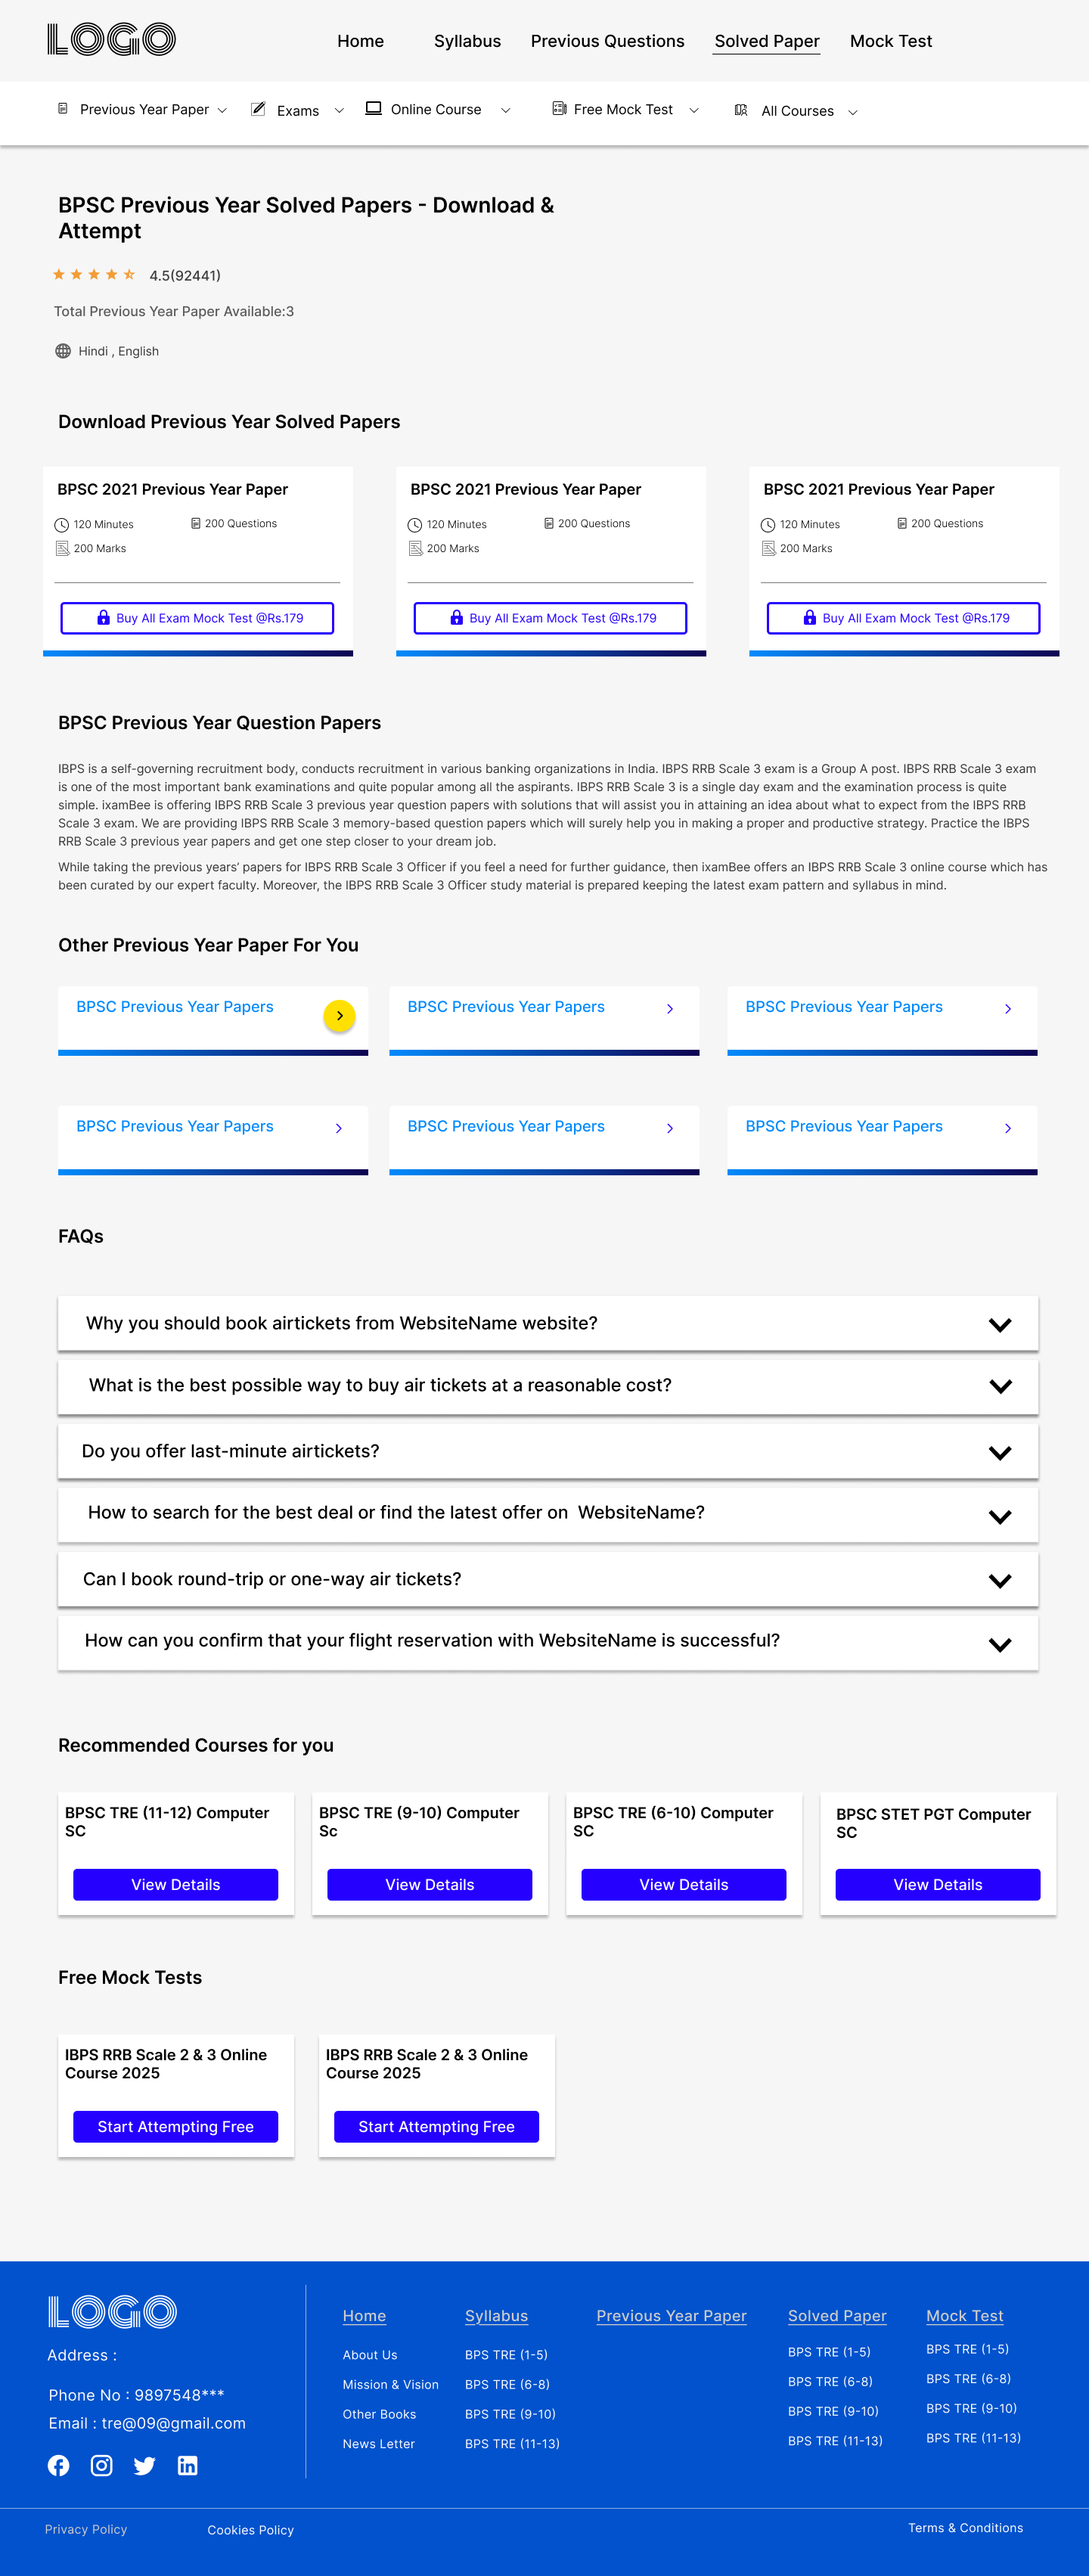 LOGO
Home Syllabus Previous Questions Solved Paper Mock Test
Previous Year Paper Exams Online Course Free Mock Test All Courses
BPSC Previous Year Solved Papers - Download &
Attempt
4.5(92441)
Total Previous Year Paper Available:3
Hindi , English
Download Previous Year Solved Papers
BPSC 2021 Previous Year Paper
120 Minutes 200 Questions
200 Marks
Buy All Exam Mock Test @Rs.179
BPSC 2021 Previous Year Paper
120 Minutes 200 Questions
200 Marks
Buy All Exam Mock Test @Rs.179
BPSC 2021 Previous Year Paper
120 Minutes 200 Questions
200 Marks
Buy All Exam Mock Test @Rs.179
BPSC Previous Year Question Papers
IBPS is a self-governing recruitment body, conducts recruitment in various banking organizations in India. IBPS RRB Scale 3 exam is a Group A post. IBPS RRB Scale 3 exam
is one of the most important bank examinations and quite popular among all the aspirants. IBPS RRB Scale 3 is a single day exam and the examination process is quite
simple. ixamBee is offering IBPS RRB Scale 3 previous year question papers with solutions that will assist you in attaining an idea about what to expect from the IBPS RRB
Scale 3 exam. We are providing IBPS RRB Scale 3 memory-based question papers which will surely help you in making a proper and productive strategy. Practice the IBPS
RRB Scale 3 previous year papers and get one step closer to your dream job.
While taking the previous years’ papers for IBPS RRB Scale 3 Officer if you feel a need for further guidance, then ixamBee offers an IBPS RRB Scale 3 online course which has
been curated by our expert faculty. Moreover, the IBPS RRB Scale 3 Officer study material is prepared keeping the latest exam pattern and syllabus in mind.
Other Previous Year Paper For You
BPSC Previous Year Papers
BPSC Previous Year Papers
BPSC Previous Year Papers
BPSC Previous Year Papers
BPSC Previous Year Papers
BPSC Previous Year Papers
FAQs
Why you should book airtickets from WebsiteName website?
What is the best possible way to buy air tickets at a reasonable cost?
Do you offer last-minute airtickets?
How to search for the best deal or find the latest offer on WebsiteName?
Can I book round-trip or one-way air tickets?
How can you confirm that your flight reservation with WebsiteName is successful?
Recommended Courses for you
BPSC TRE (11-12) Computer
SC
View Details
BPSC TRE (9-10) Computer
Sc
View Details
BPSC TRE (6-10) Computer
SC
View Details
BPSC STET PGT Computer
SC
View Details
Free Mock Tests
IBPS RRB Scale 2 & 3 Online
Course 2025
Start Attempting Free
IBPS RRB Scale 2 & 3 Online
Course 2025
Start Attempting Free
LOGO
Address :
Phone No : 9897548***
Email : tre@09@gmail.com
Home
About Us
Mission & Vision
Other Books
News Letter
Syllabus
BPS TRE (1-5)
BPS TRE (6-8)
BPS TRE (9-10)
BPS TRE (11-13)
Previous Year Paper
Solved Paper
BPS TRE (1-5)
BPS TRE (6-8)
BPS TRE (9-10)
BPS TRE (11-13)
Mock Test
BPS TRE (1-5)
BPS TRE (6-8)
BPS TRE (9-10)
BPS TRE (11-13)
Privacy Policy Cookies Policy Terms & Conditions